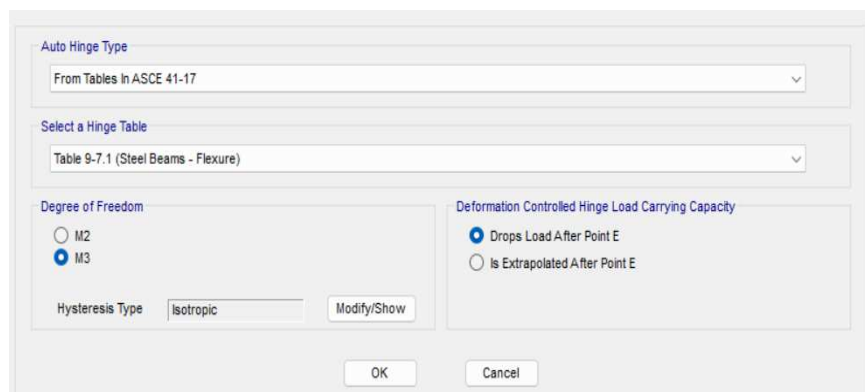 Auto Hinge Type
From Tables In ASCE 41-17
Select a Hinge Table
Table 9-7.1 (Steel Beams - Flexure)
Degree of Freedom
M2
M3
Hysteresis Type Isotropic Modify/Show
Deformation Controlled Hinge Load Carrying Capacity
Drops Load After Point E
Is Extrapolated After Point E
OK Cancel